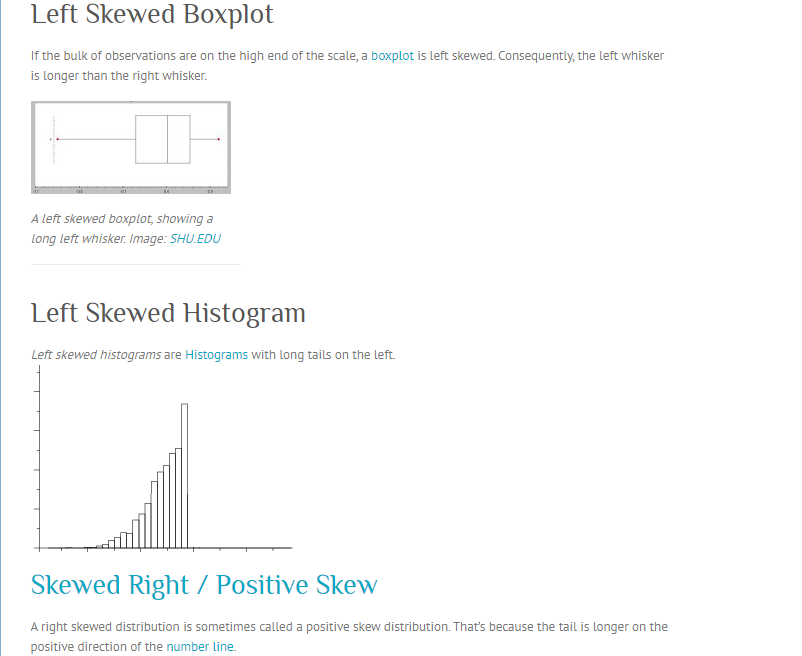 Left Skewed Boxplot
If the bulk of observations are on the high end of the scale, a boxplot is left skewed. Consequently, the left whisker
is longer than the right whisker.
A left skewed boxplot, showing a
long left whisker. Image: SHU.EDU
Left Skewed Histogram
Left skewed histograms are Histograms with long tails on the left.
Skewed Right / Positive Skew
A right skewed distribution is sometimes called a positive skew distribution. That's because the tail is longer on the
positive direction of the number line.